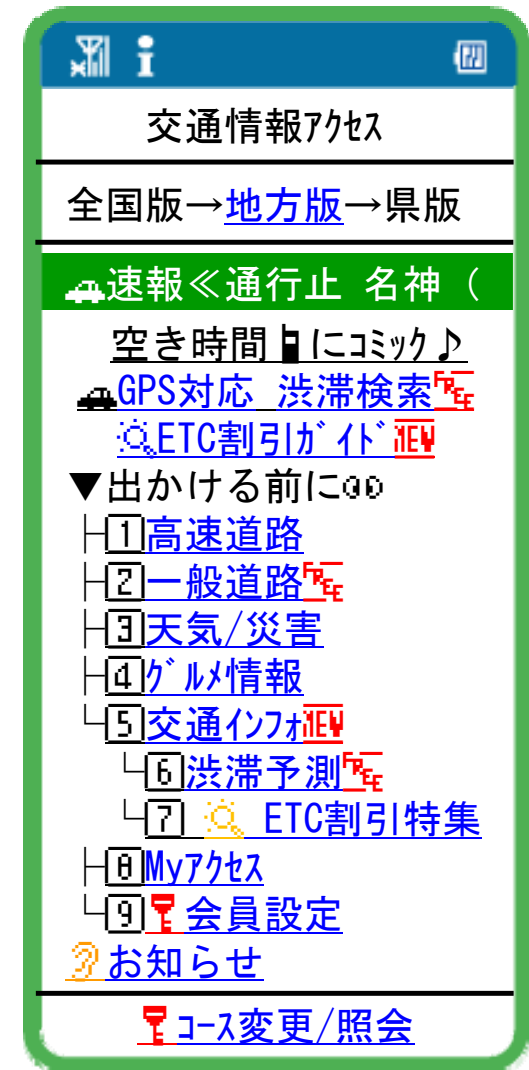 交通情報ｱｸｾｽ
全国版→地方版→県版
速報≪通行止 名神（
空き時間にｺﾐｯｸ♪
GPS対応 渋滞検索FREE
ETC割引ｶﾞｲﾄﾞNEW
▼出かける前に
├1高速道路
├2一般道路FREE
├3天気/災害
├4ｸﾞﾙﾒ情報
└5交通ｲﾝﾌｫNEW
└6渋滞予測FREE
└7 ETC割引特集
├8Myｱｸｾｽ
└9会員設定
お知らせ
ｺｰｽ変更/照会